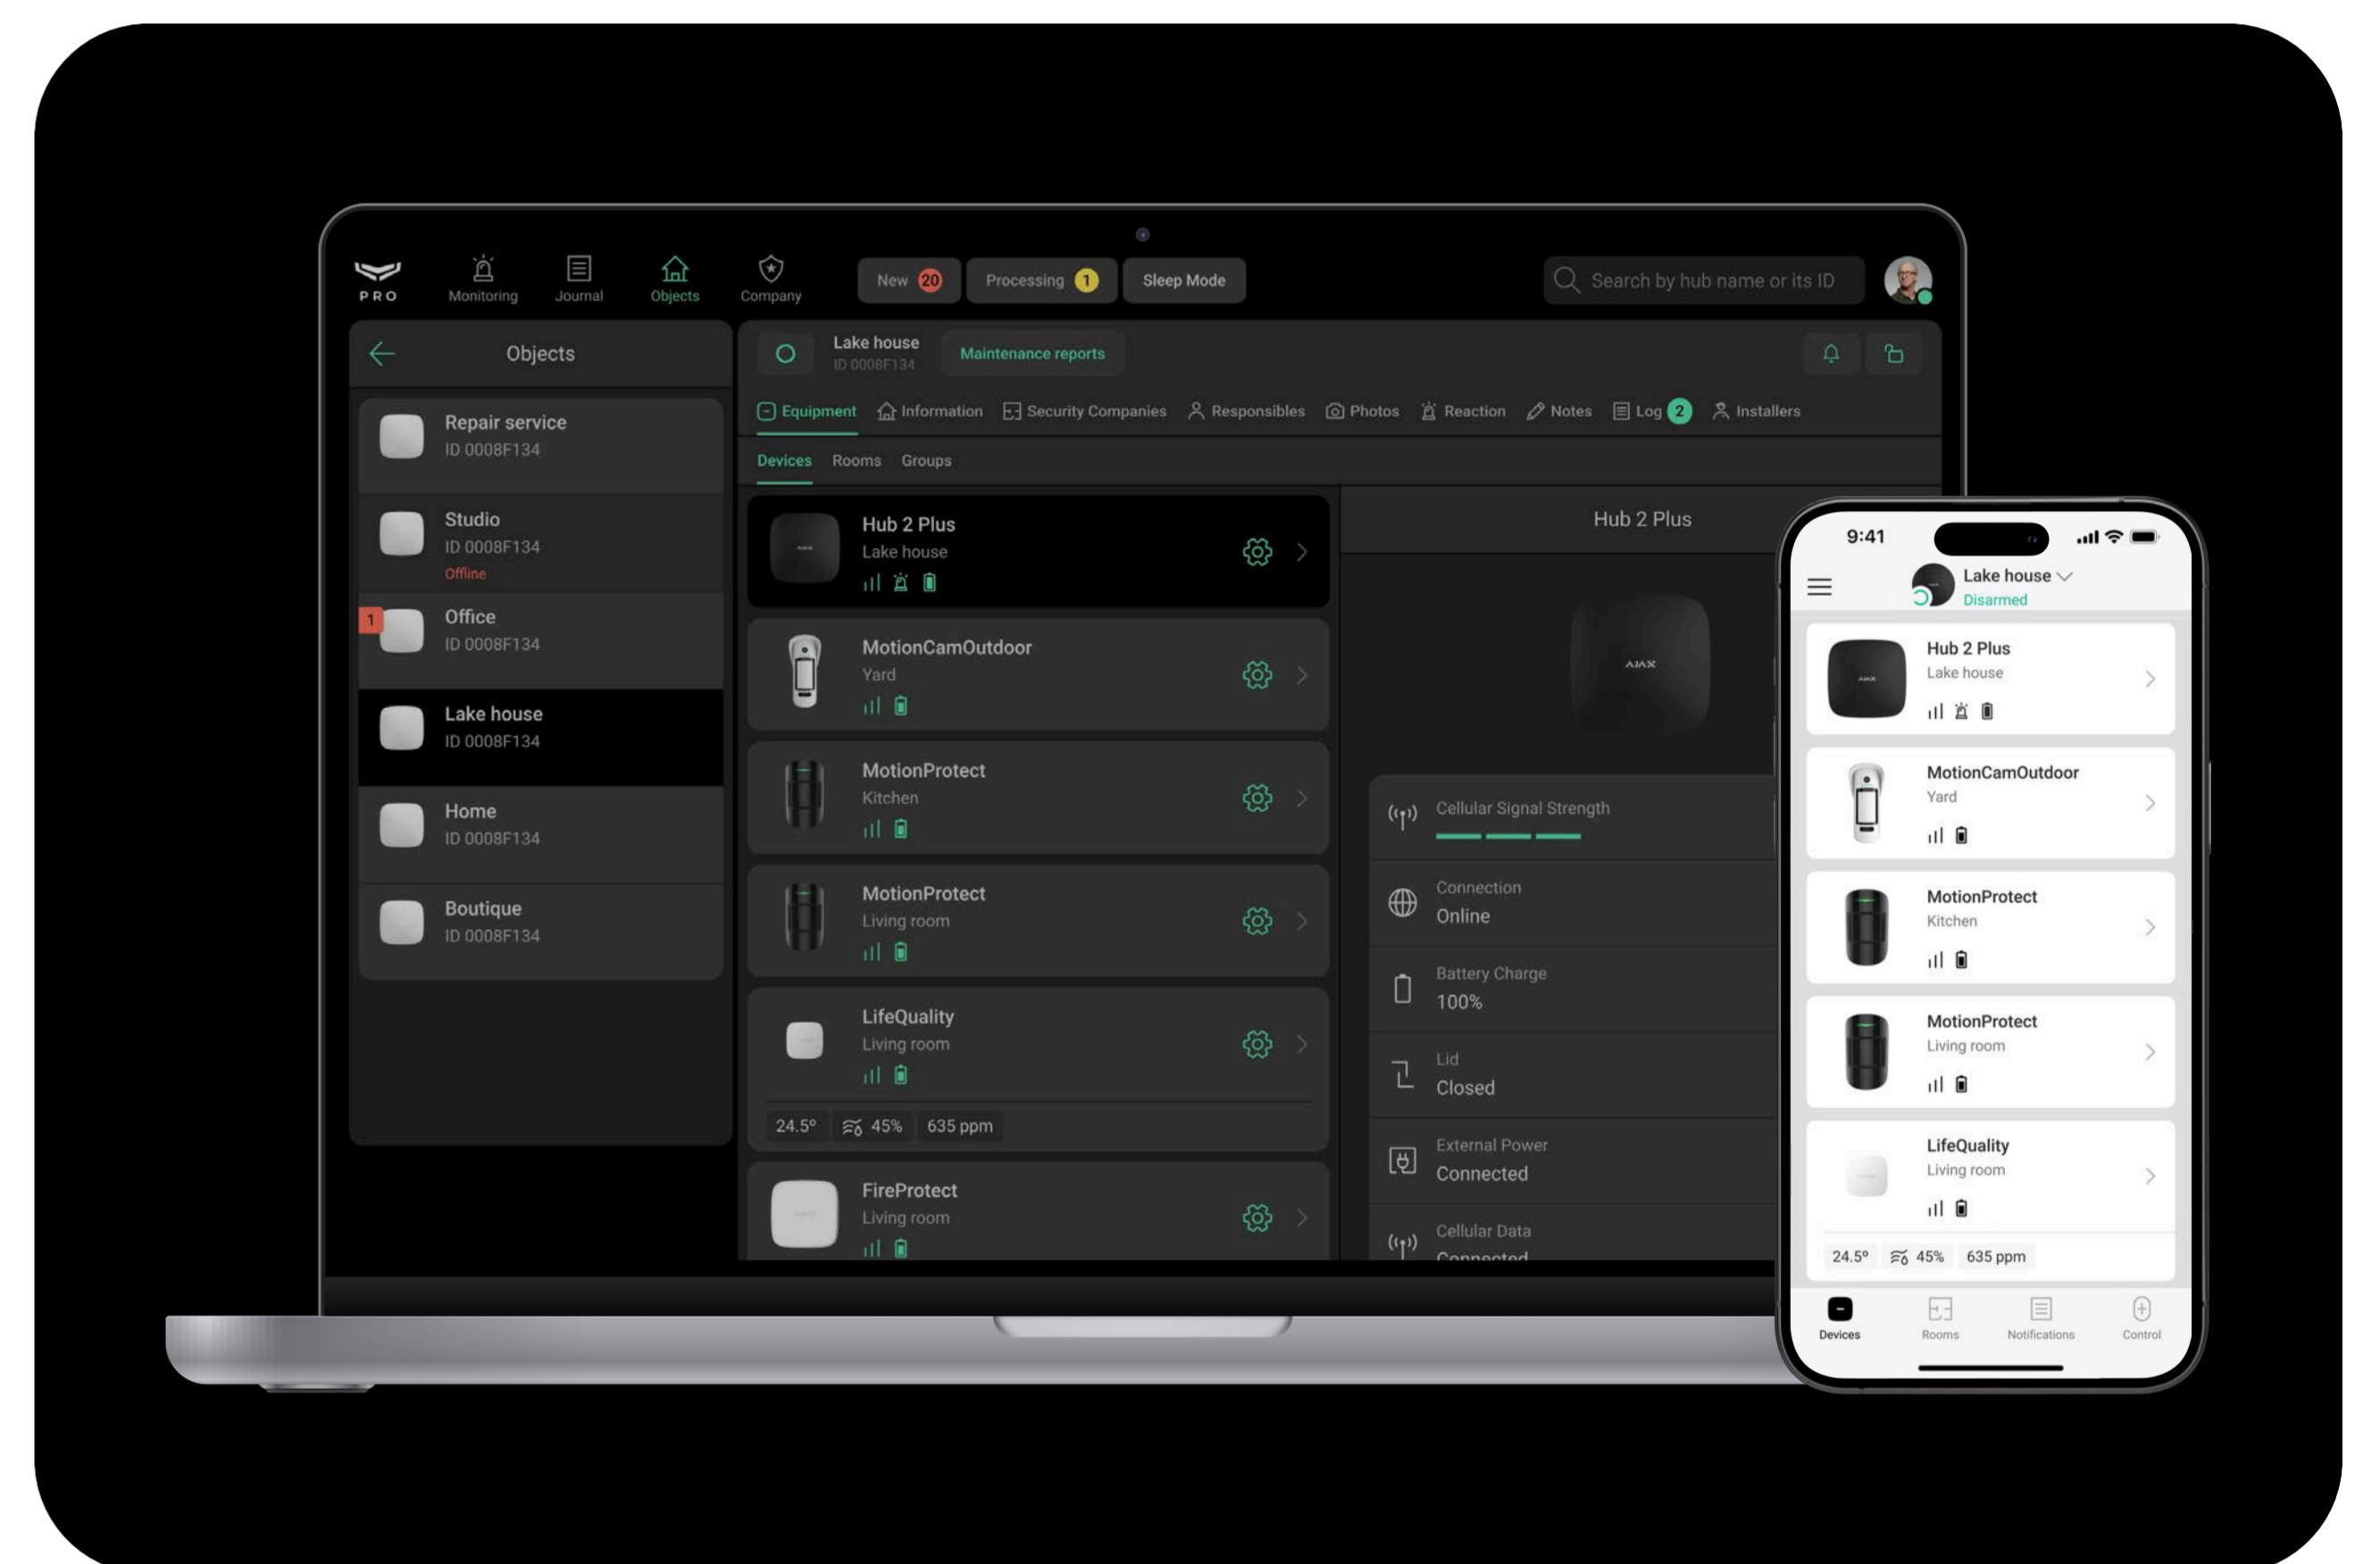 PRO
Monitoring
Journal
Objects
Company
New 20
Processing 1
Sleep Mode
Search by hub name or its ID
Objects
Repair service
ID 0008F134
Studio
ID 0008F134
Offline
1
Office
ID 0008F134
Lake house
ID 0008F134
Home
ID 0008F134
Boutique
ID 0008F134
Lake house
ID 0008F134
Maintenance reports
Equipment
Information
Security Companies
Responsibles
Photos
Reaction
Notes
Log 2
Installers
Devices
Rooms
Groups
AJAX
Hub 2 Plus
Lake house
MotionCamOutdoor
Yard
MotionProtect
Kitchen
MotionProtect
Living room
LifeQuality
Living room
24.5º
45%
635 ppm
FireProtect
Living room
Hub 2 Plus
AJAX
Cellular Signal Strength
Connection
Online
Battery Charge
100%
Lid
Closed
External Power
Connected
Cellular Data
Connected
9:41
Lake house
Disarmed
AJAX
Hub 2 Plus
Lake house
MotionCamOutdoor
Yard
MotionProtect
Kitchen
MotionProtect
Living room
LifeQuality
Living room
24.5º
45%
635 ppm
Devices
Rooms
Notifications
Control